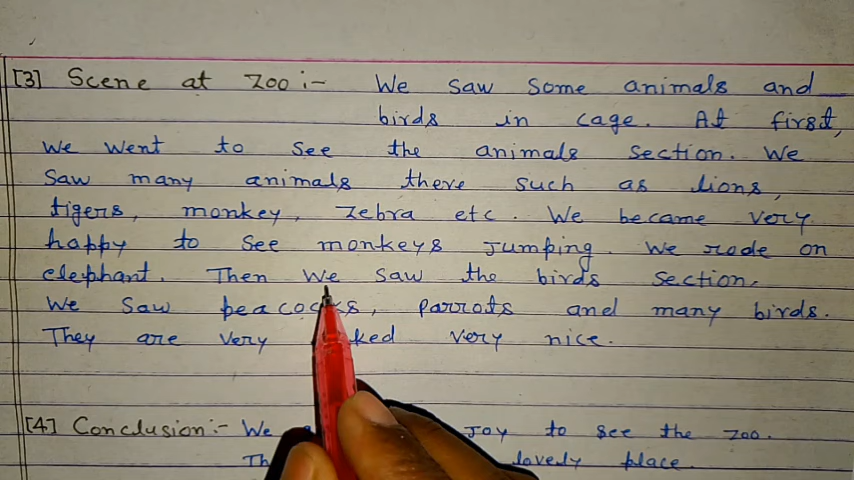 [3] Scene at Zoo :- We saw some animals and
birds in cage. At first,
We went to see the animals section. We
saw many animals there such as lions,
tigers, monkey, zebra etc. We became very
happy to see monkeys Jumping. We rode on
elephant. Then we saw the birds section.
We saw peacocks, parrots and many birds.
They are very very nice.
[4] Conclusion :- We Joy to see the zoo.
lovely place.